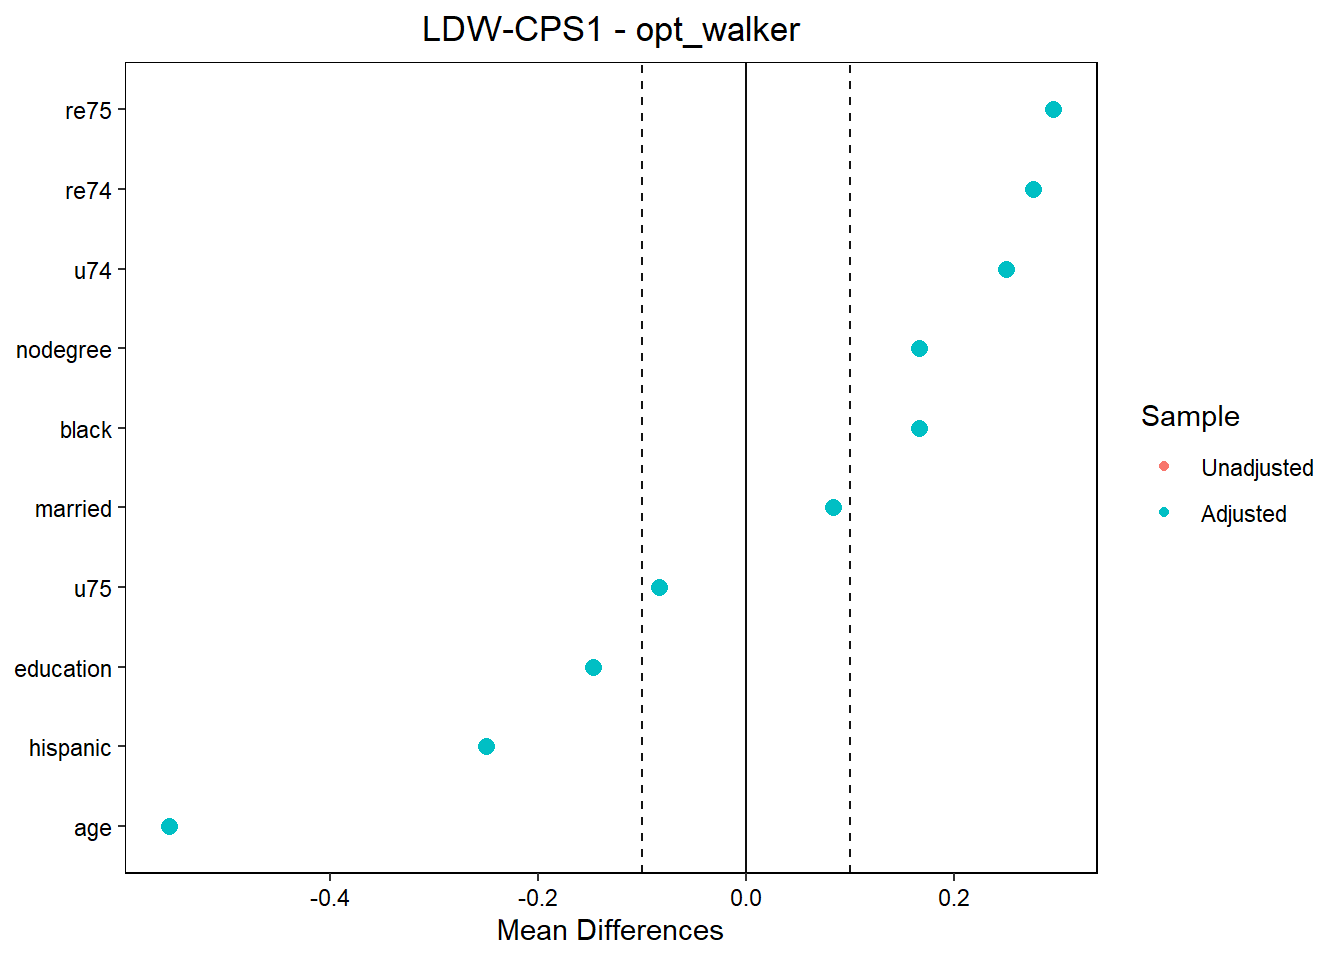 LDW-CPS1 - opt_walker
re75
re74
u74
nodegree
black
married
u75
education
hispanic
age
-0.4
-0.2
0.0
0.2
Mean Differences
Sample
Unadjusted
Adjusted